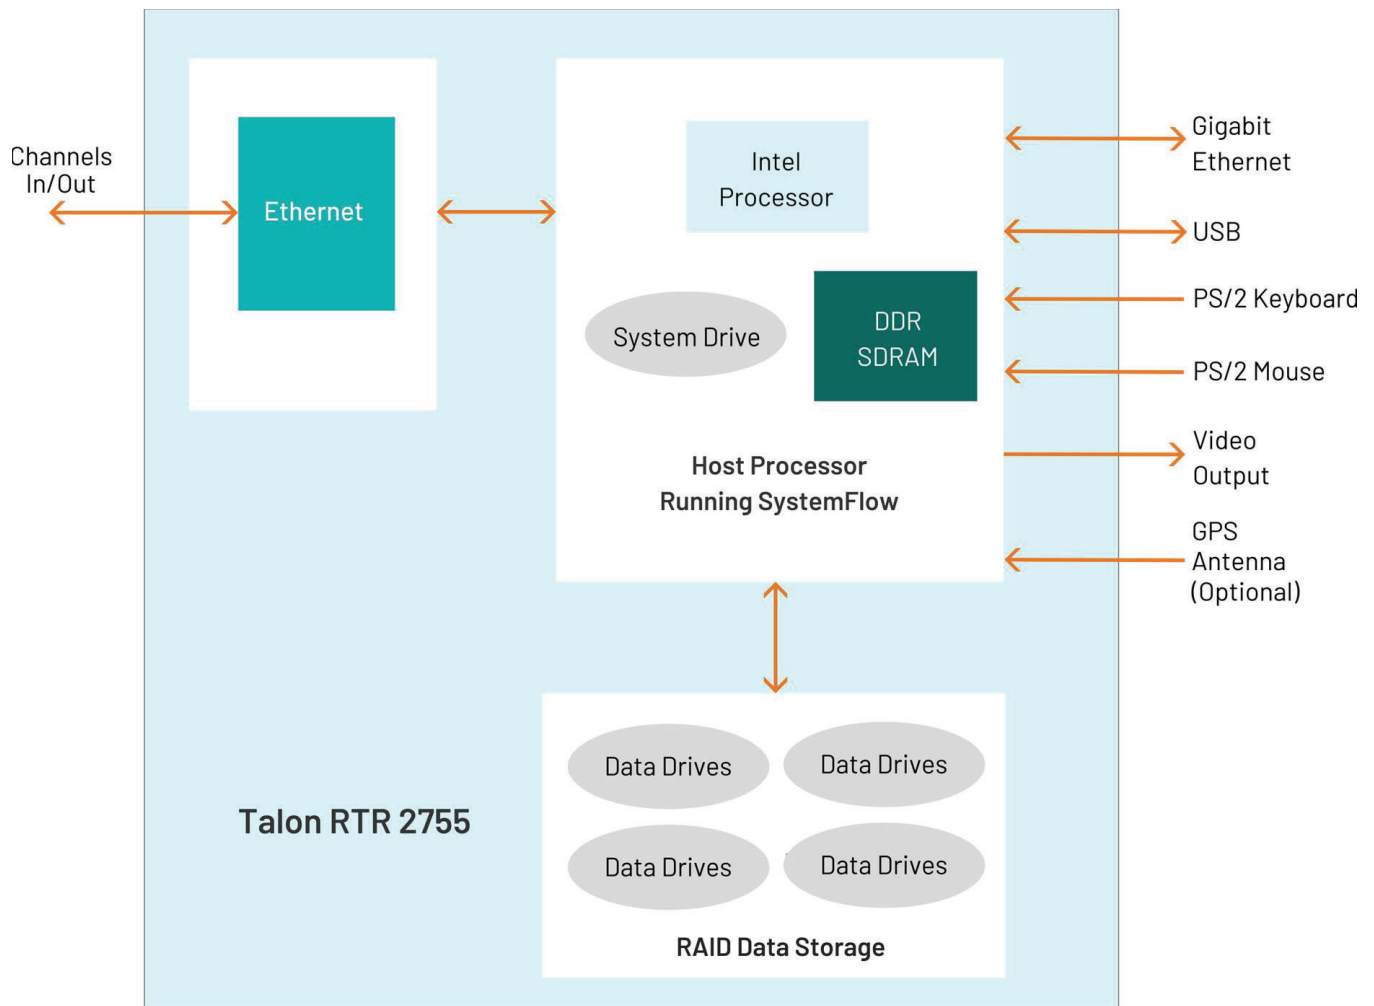 Channels
In/Out
Ethernet
Intel
Processor
System Drive
DDR
SDRAM
Host Processor
Running SystemFlow
Gigabit
Ethernet
USB
PS/2 Keyboard
PS/2 Mouse
Video
Output
GPS
Antenna
(Optional)
Talon RTR 2755
Data Drives
Data Drives
Data Drives
Data Drives
RAID Data Storage